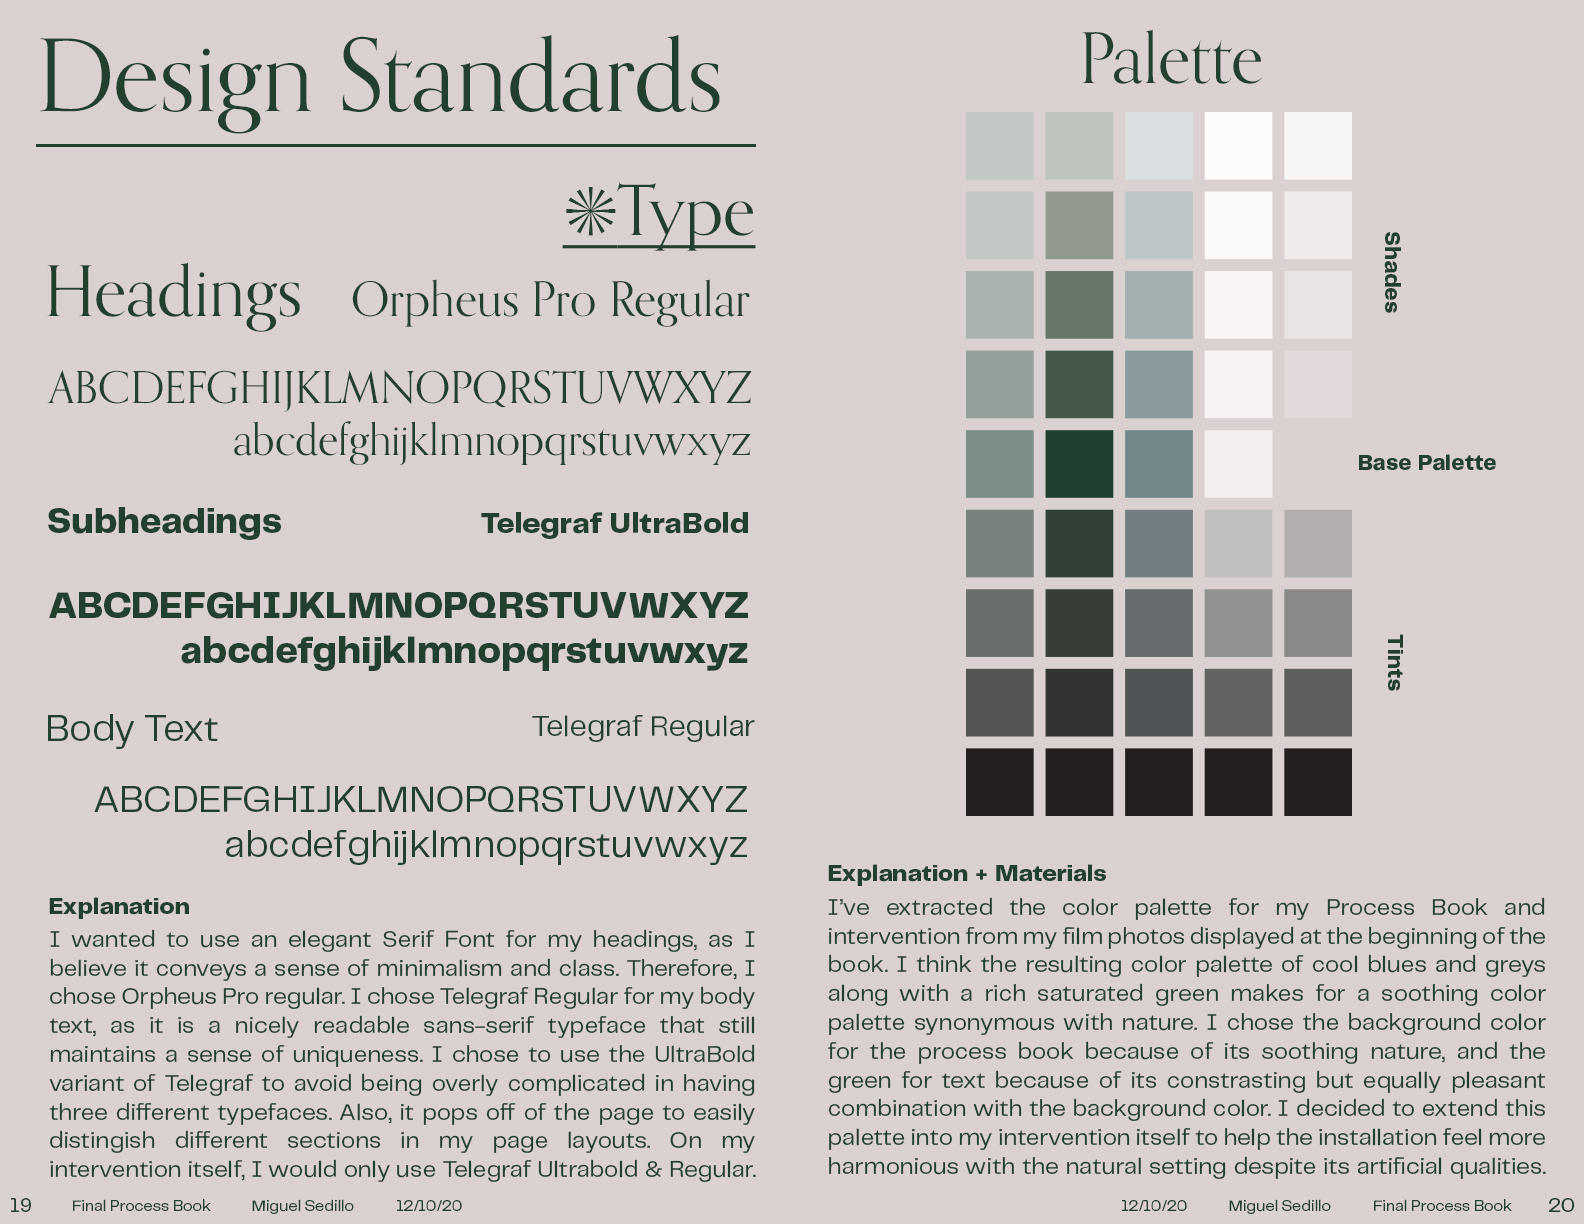 Design Standards
Type
Headings Orpheus Pro Regular
ABCDEFGHIJKLMNOPQRSTUVWXYZ
abcdefghijklmnopqrstuvwxyz
Subheadings Telegraf UltraBold
ABCDEFGHIJKLMNOPQRSTUVWXYZ
abcdefghijklmnopqrstuvwxyz
Body Text Telegraf Regular
ABCDEFGHIJKLMNOPQRSTUVWXYZ
abcdefghijklmnopqrstuvwxyz
Explanation
I wanted to use an elegant Serif Font for my headings, as I
believe it conveys a sense of minimalism and class. Therefore, I
chose Orpheus Pro regular. I chose Telegraf Regular for my body
text, as it is a nicely readable sans-serif typeface that still
maintains a sense of uniqueness. I chose to use the UltraBold
variant of Telegraf to avoid being overly complicated in having
three different typefaces. Also, it pops off of the page to easily
distingish different sections in my page layouts. On my
intervention itself, I would only use Telegraf Ultrabold & Regular.
19 Final Process Book Miguel Sedillo 12/10/20
Palette
Shades
Base Palette
Tints
Explanation + Materials
I’ve extracted the color palette for my Process Book and
intervention from my film photos displayed at the beginning of the
book. I think the resulting color palette of cool blues and greys
along with a rich saturated green makes for a soothing color
palette synonymous with nature. I chose the background color
for the process book because of its soothing nature, and the
green for text because of its constrasting but equally pleasant
combination with the background color. I decided to extend this
palette into my intervention itself to help the installation feel more
harmonious with the natural setting despite its artificial qualities.
12/10/20 Miguel Sedillo Final Process Book 20